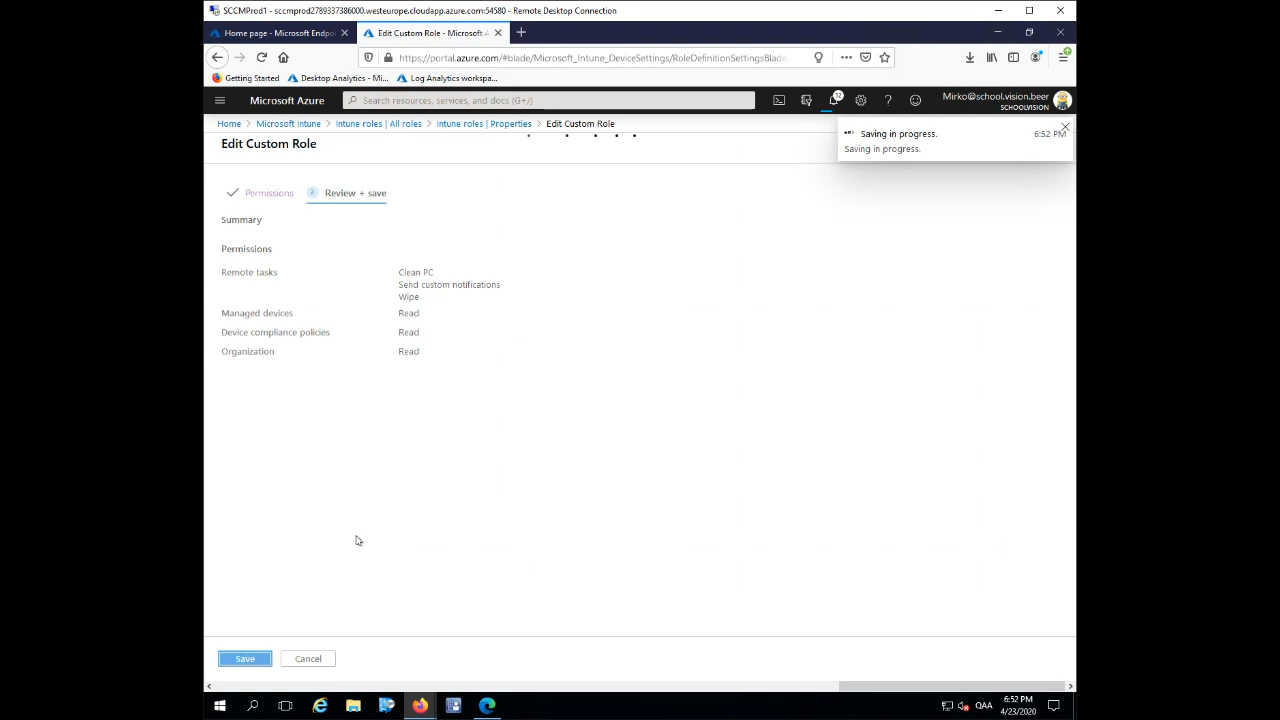 SCCMProd1 - sccmprod2789337386000.westeurope.cloudapp.azure.com:54580 - Remote Desktop Connection
Home page - Microsoft Endpoi
Edit Custom Role - Microsoft A
https://portal.azure.com/#blade/Microsoft_Intune_DeviceSettings/RoleDefinitionSettingsBlade
Getting Started
Desktop Analytics - Mi...
Log Analytics workspa...
Microsoft Azure
Search resources, services, and docs (G+/)
12
Mirko@school.vision.beer
SCHOOLVISION
Home > Microsoft Intune > Intune roles | All roles > Intune roles | Properties > Edit Custom Role
Edit Custom Role
Saving in progress.
6:52 PM
Saving in progress.
Permissions
2 Review + save
Summary
Permissions
Remote tasks
Clean PC
Send custom notifications
Wipe
Managed devices
Read
Device compliance policies
Read
Organization
Read
Save
Cancel
QAA
6:52 PM
4/23/2020